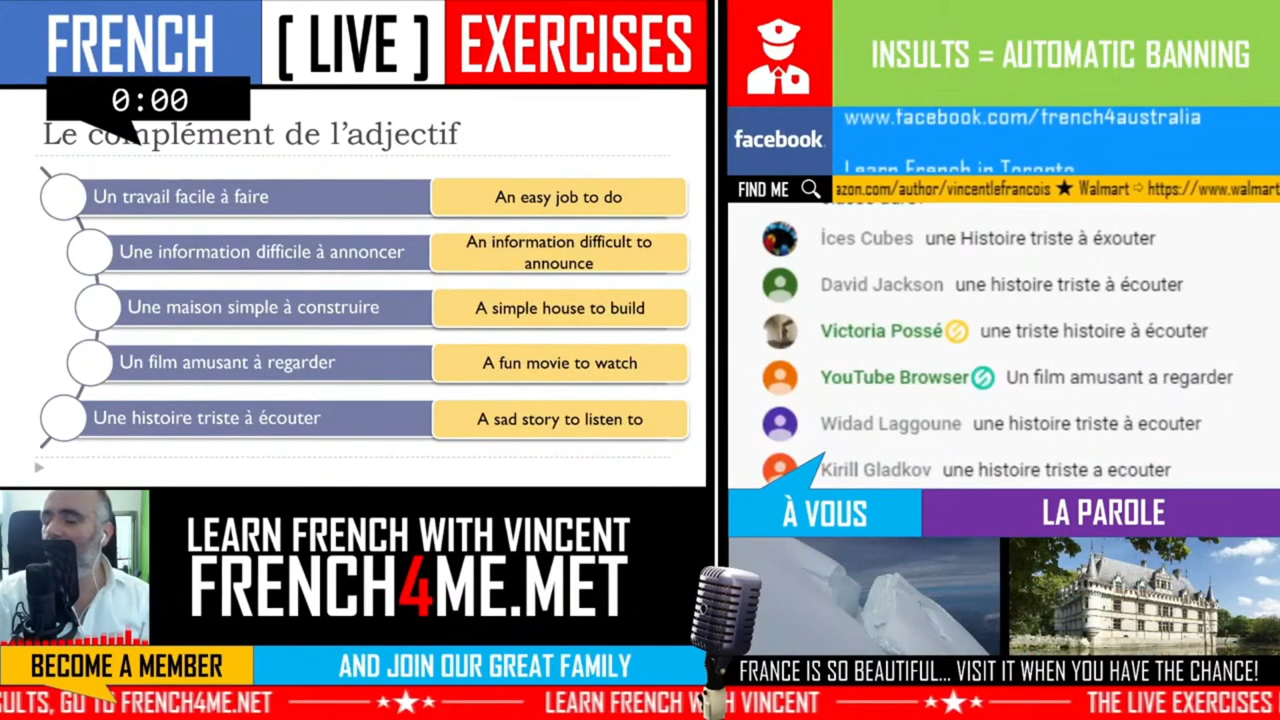 FRENCH [ LIVE ] EXERCISES
0:00
Le complément de l'adjectif
Un travail facile à faire
An easy job to do
Une information difficile à annoncer
An information difficult to
announce
Une maison simple à construire
A simple house to build
Un film amusant à regarder
A fun movie to watch
Une histoire triste à écouter
A sad story to listen to
LEARN FRENCH WITH VINCENT
FRENCH4ME.MET
BECOME A MEMBER
AND JOIN OUR GREAT FAMILY
INSULTS = AUTOMATIC BANNING
facebook
www.facebook.com/french4australia
Learn French in Toronto
FIND ME
azon.com/author/vincentlefrancois ★ Walmart ⇨ https://www.walmart
İces Cubes une Histoire triste à éxouter
David Jackson une histoire triste à écouter
Victoria Possé une triste histoire à écouter
YouTube Browser Un film amusant a regarder
Widad Laggoune une histoire triste à ecouter
Kirill Gladkov une histoire triste a ecouter
À VOUS
LA PAROLE
FRANCE IS SO BEAUTIFUL... VISIT IT WHEN YOU HAVE THE CHANCE!
SULTS, GO TO FRENCH4ME.NET ★ LEARN FRENCH WITH VINCENT ★ THE LIVE EXERCISES